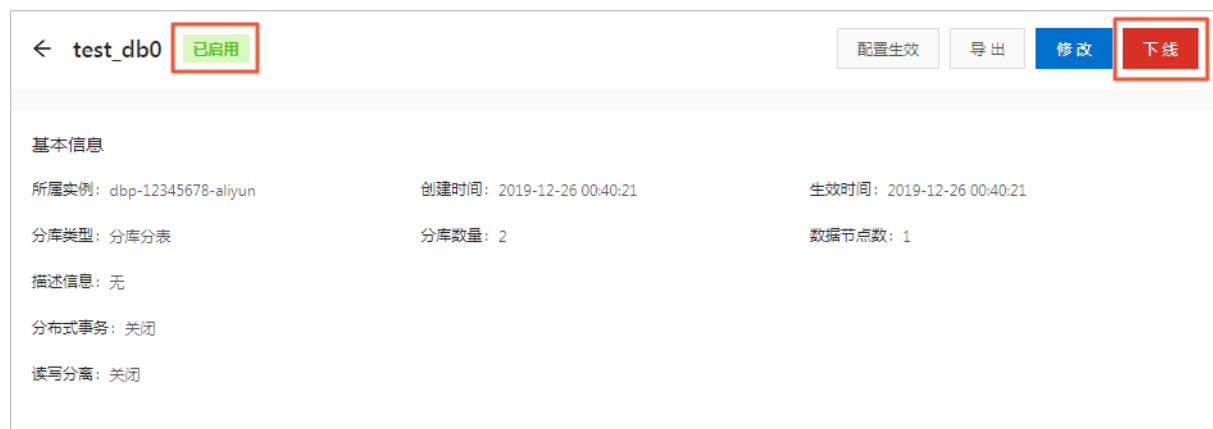 test_db0 已启用 配置生效 导出 修改 下线
基本信息
所属实例：dbp-12345678-aliyun 创建时间：2019-12-26 00:40:21 生效时间：2019-12-26 00:40:21
分库类型：分库分表 分库数量：2 数据节点数：1
描述信息：无
分布式事务：关闭
读写分离：关闭